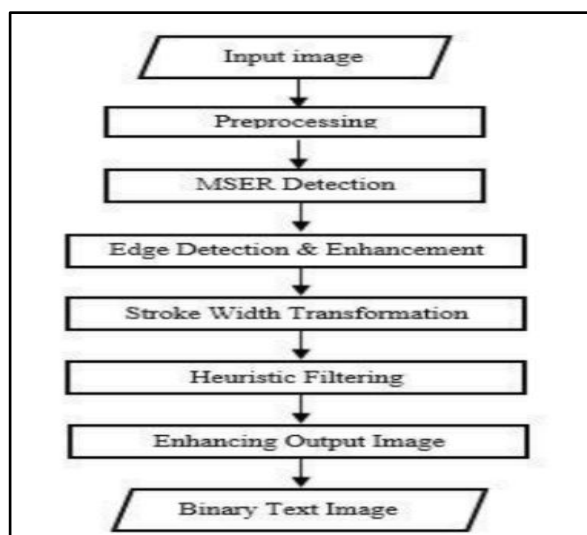 Input image
Preprocessing
MSER Detection
Edge Detection & Enhancement
Stroke Width Transformation
Heuristic Filtering
Enhancing Output Image
Binary Text Image